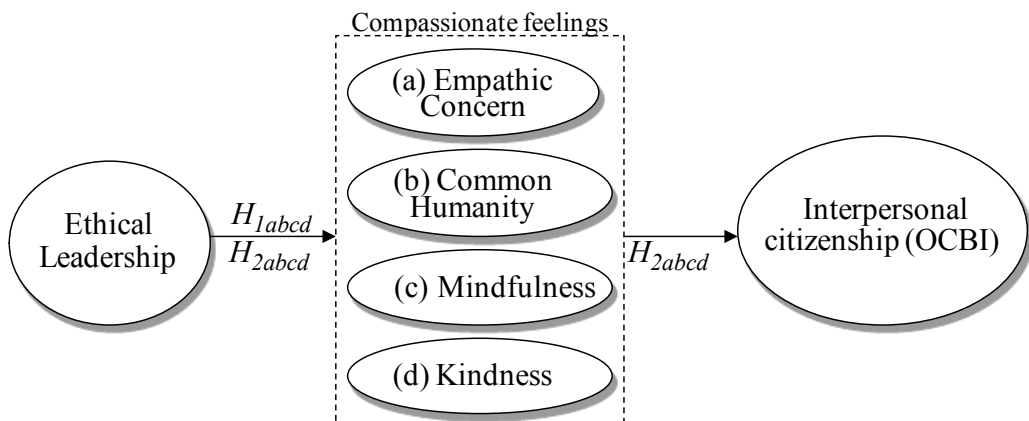 Compassionate feelings
(a) Empathic
Concern
(b) Common
Humanity
(c) Mindfulness
(d) Kindness
Ethical
Leadership
H1abcd
H2abcd
H2abcd
Interpersonal
citizenship (OCBI)